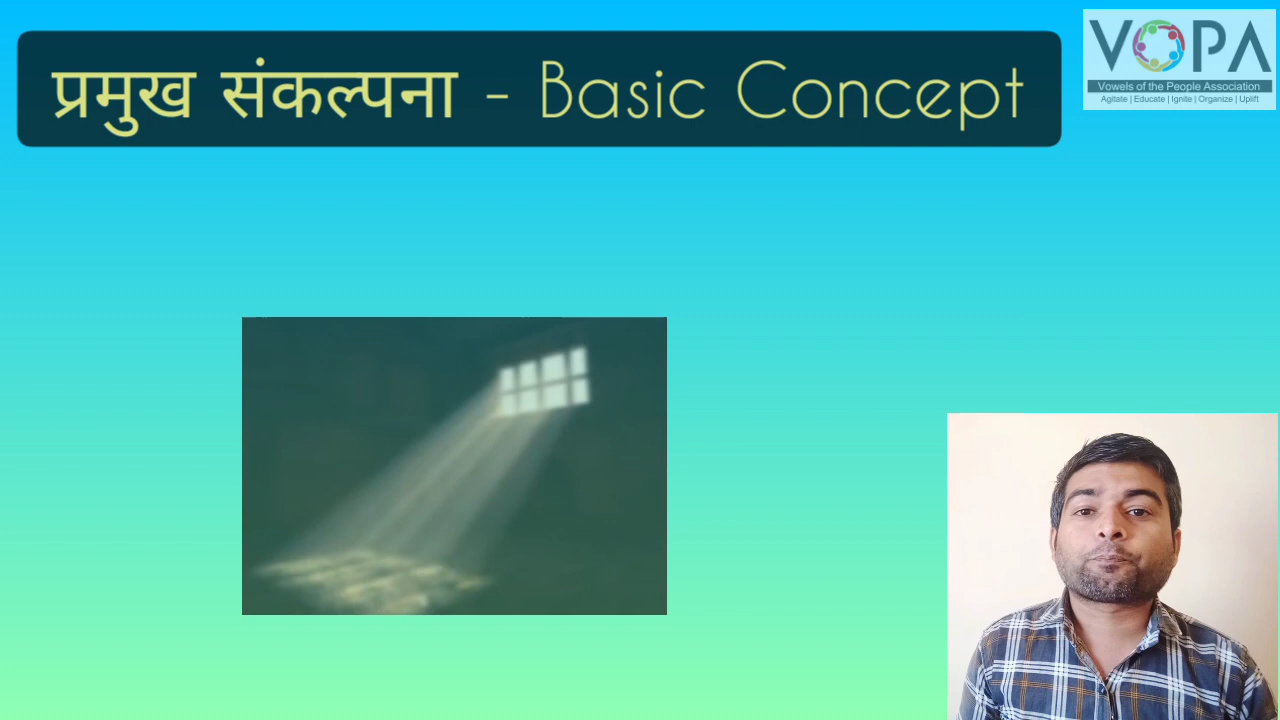 प्रमुख संकल्पना - Basic Concept
VOPA
Vowels of the People Association
Agitate | Educate | Ignite | Organize | Uplift